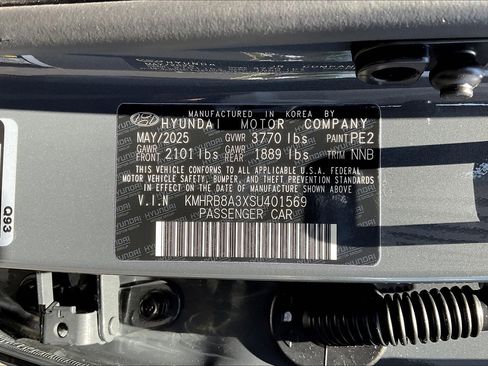 MANUFACTURED IN KOREA BY
HYUNDAI MOTOR COMPANY
MAY/2025 GVWR 3770 lbs PAINT PE2
GAWR FRONT 2101 lbs GAWR REAR 1889 lbs TRIM NNB
THIS VEHICLE CONFORMS TO ALL APPLICABLE U.S.A. FEDERAL
MOTOR VEHICLE SAFETY, BUMPER, AND THEFT PREVENTION
STANDARDS IN EFFECT ON THE DATE OF MANUFACTURE SHOWN ABOVE.
V.I.N KMHRB8A3XSU401569
PASSENGER CAR
Q93